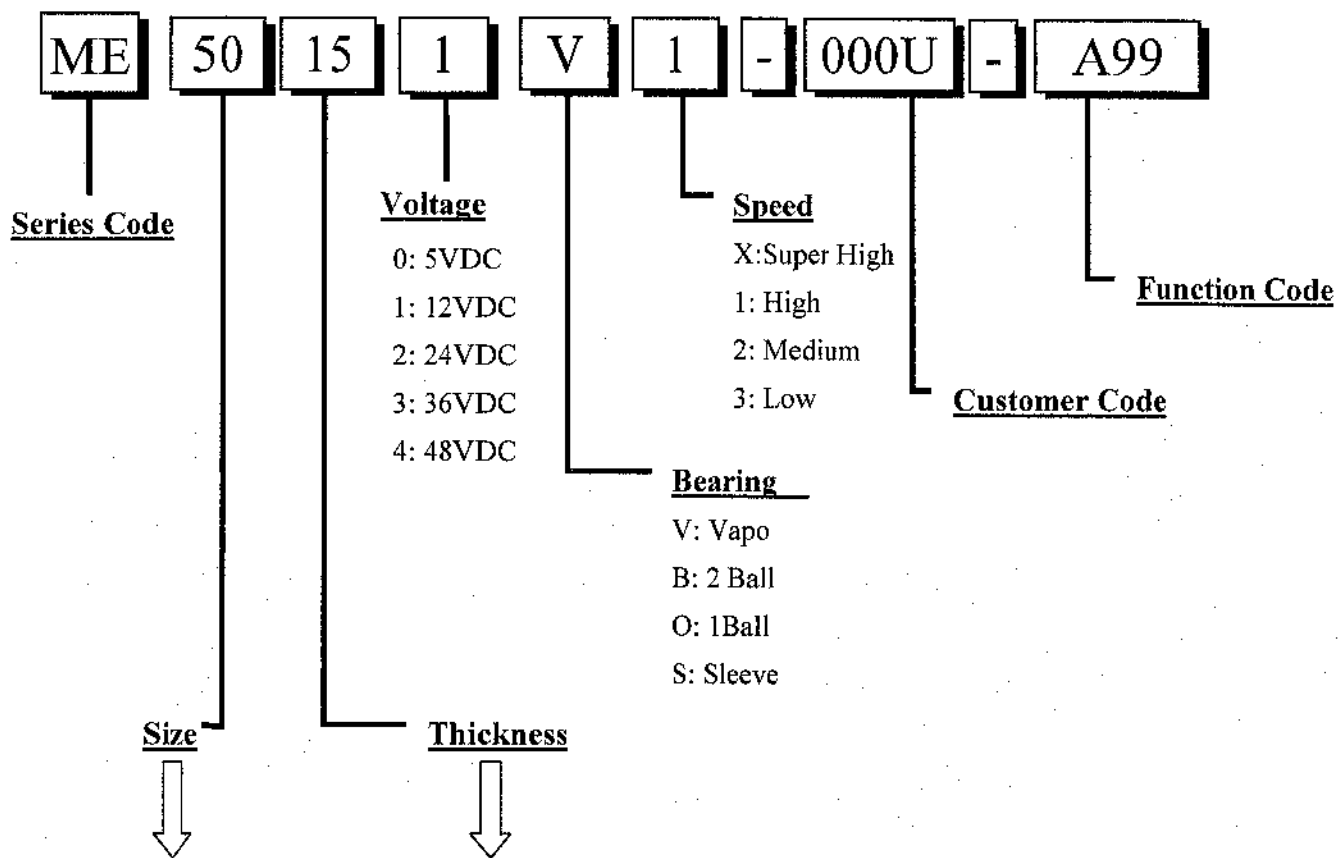 ME 50 15 1 V 1 - 000U - A99
Series Code
Voltage
0: 5VDC
1: 12VDC
2: 24VDC
3: 36VDC
4: 48VDC
Speed
X:Super High
1: High
2: Medium
3: Low
Function Code
Customer Code
Bearing
V: Vapo
B: 2 Ball
O: 1Ball
S: Sleeve
Size
Thickness